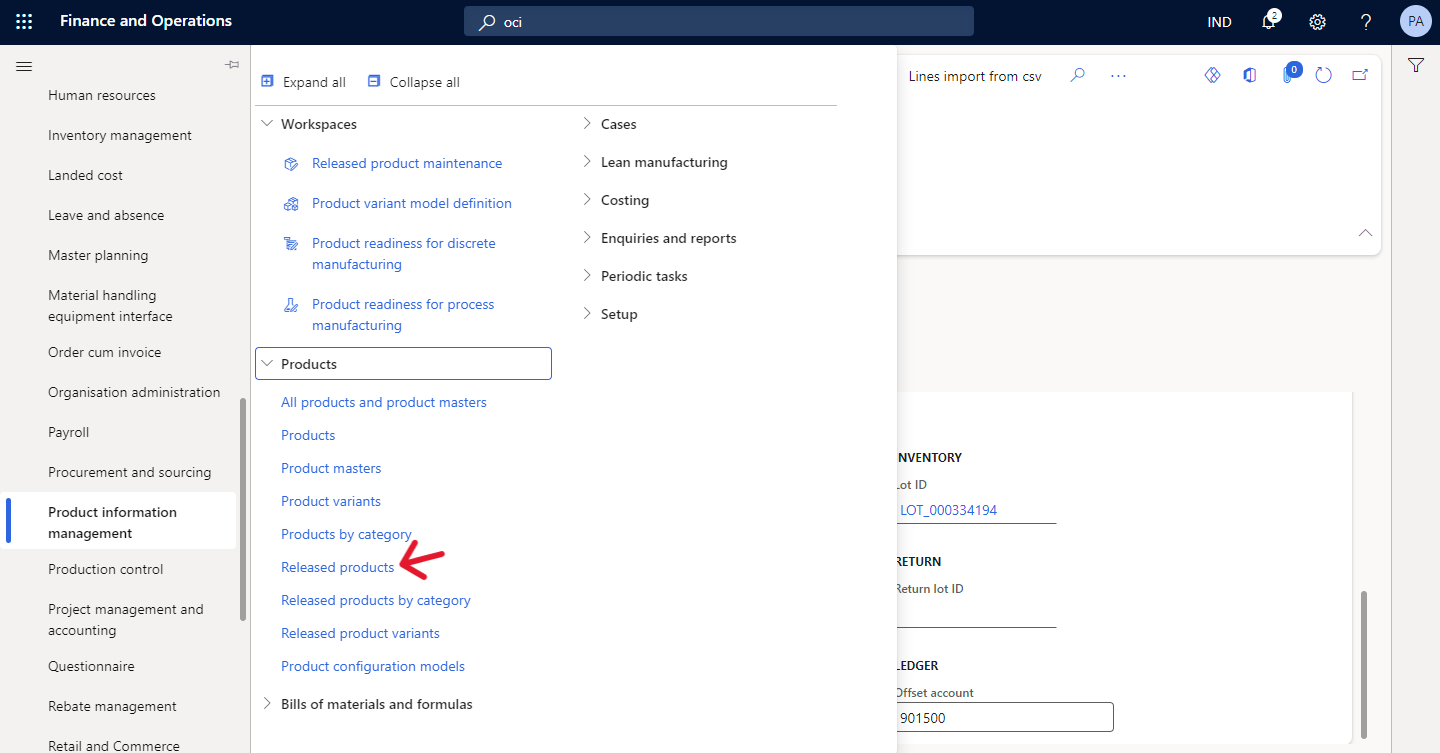 Finance and Operations
oci
IND
2
PA
Human resources
Inventory management
Landed cost
Leave and absence
Master planning
Material handling
equipment interface
Order cum invoice
Organisation administration
Payroll
Procurement and sourcing
Product information
management
Production control
Project management and
accounting
Questionnaire
Rebate management
Retail and Commerce
Expand all
Collapse all
Workspaces
Released product maintenance
Product variant model definition
Product readiness for discrete
manufacturing
Product readiness for process
manufacturing
Products
All products and product masters
Products
Product masters
Product variants
Products by category
Released products
Released products by category
Released product variants
Product configuration models
Bills of materials and formulas
Cases
Lean manufacturing
Costing
Enquiries and reports
Periodic tasks
Setup
Lines import from csv
0
INVENTORY
Lot ID
LOT_000334194
RETURN
Return lot ID
LEDGER
Offset account
901500